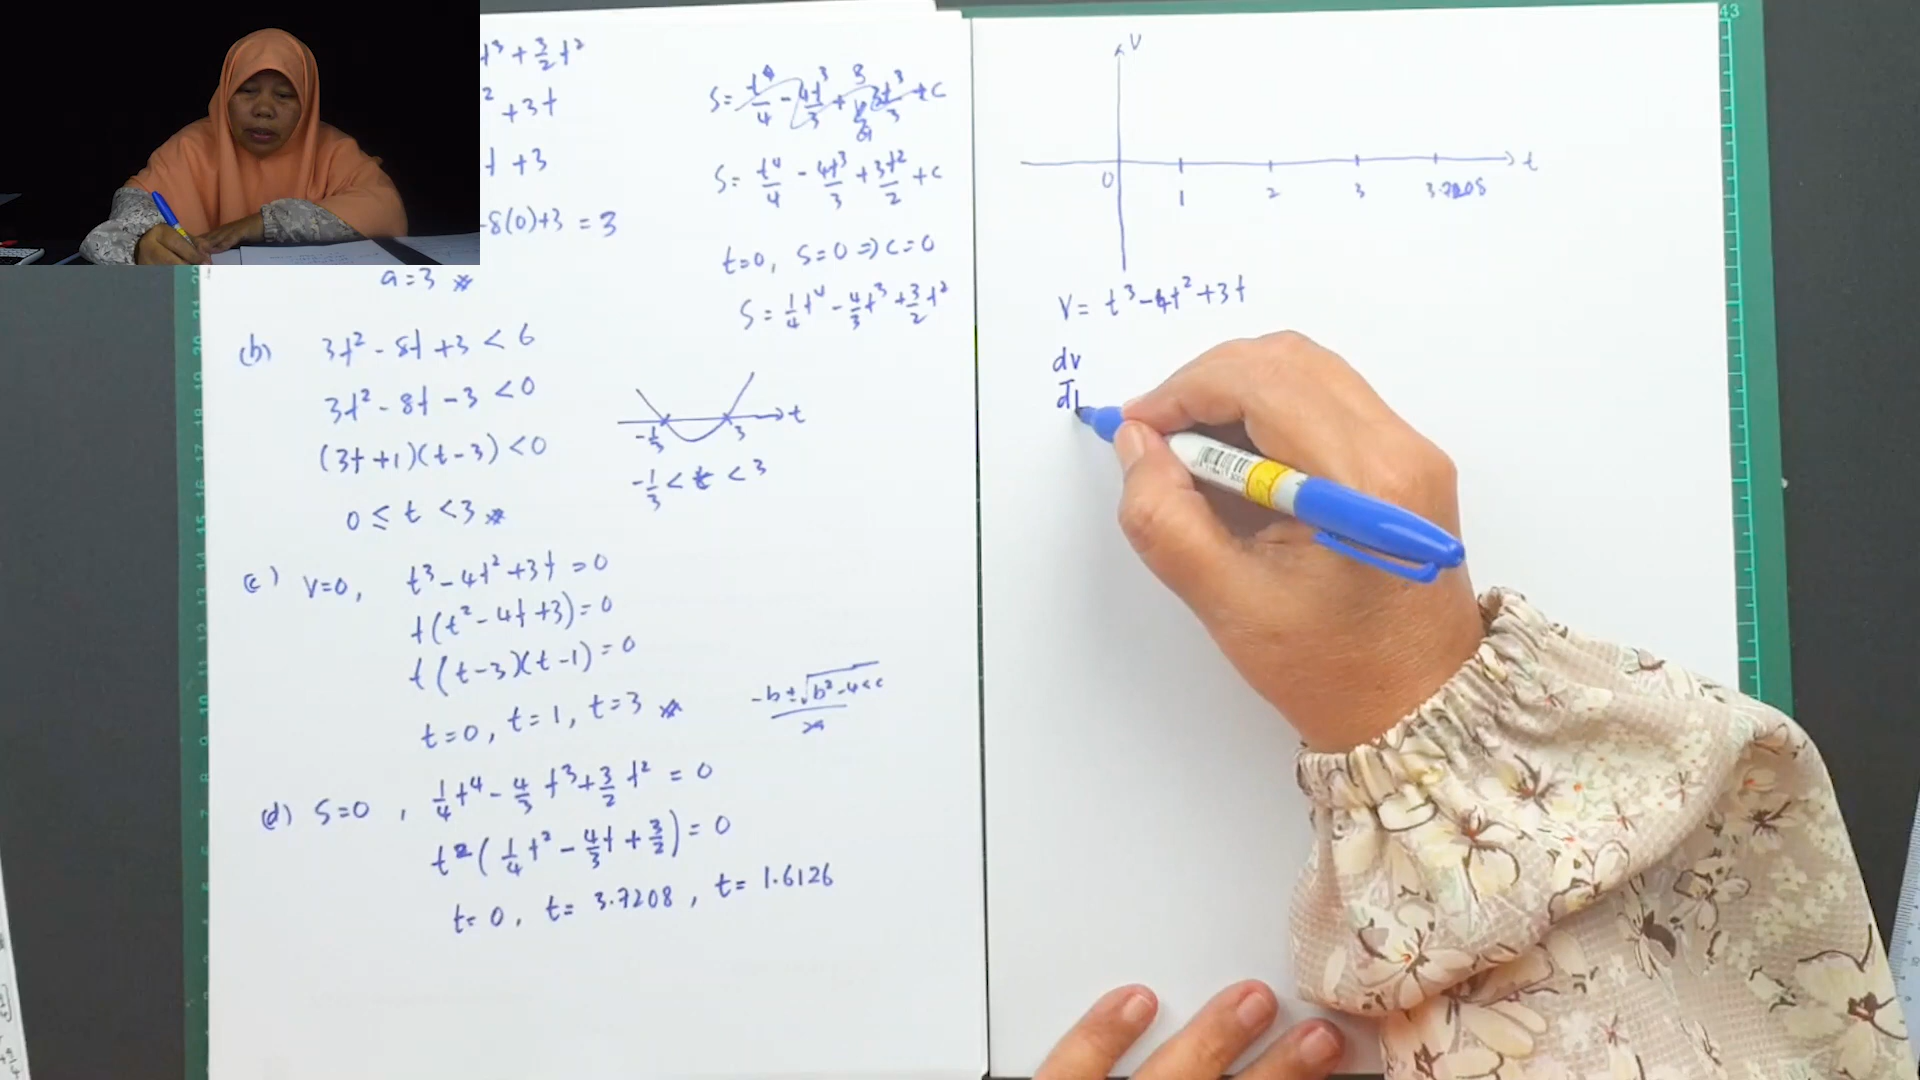 t³ + 3/2 t²
² + 3t
t + 3
-8(0)+3 = 3
a = 3
(b) 3t² - 8t + 3 < 6
3t² - 8t - 3 < 0
(3t + 1)(t - 3) < 0
0 ≤ t < 3
(c) V=0, t³ - 4t² + 3t = 0
t(t² - 4t + 3) = 0
t(t - 3)(t - 1) = 0
t=0, t=1, t=3
(d) S=0, 1/4 t⁴ - 4/3 t³ + 3/2 t² = 0
t²(1/4 t² - 4/3 t + 3/2) = 0
t= 0, t= 3.7208, t= 1.6126
S= t⁴/4 - 4t³/3 + 3t²/2 + c
t=0, S=0 ⇒ c=0
S = 1/4 t⁴ - 4/3 t³ + 3/2 t²
-1/3 3 t
-1/3 < t < 3
V
0 1 2 3 3.7208 t
V = t³ - 4t² + 3t
dv
dt
43